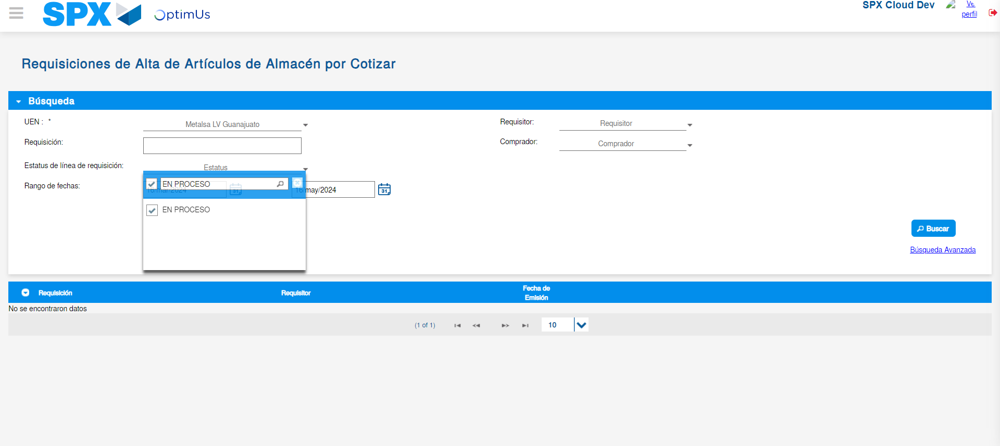 SPX OptimUs
SPX Cloud Dev
perfil
Requisiciones de Alta de Artículos de Almacén por Cotizar
Búsqueda
UEN : * Metalsa LV Guanajuato
Requisitor: Requisitor
Requisición:
Comprador: Comprador
Estatus de línea de requisición: Estatus
Rango de fechas: 16/mar/2024 31 16/may/2024 31
EN PROCESO
EN PROCESO
Buscar
Búsqueda Avanzada
Requisición Requisitor Fecha de
Emisión
No se encontraron datos
(1 of 1) 10